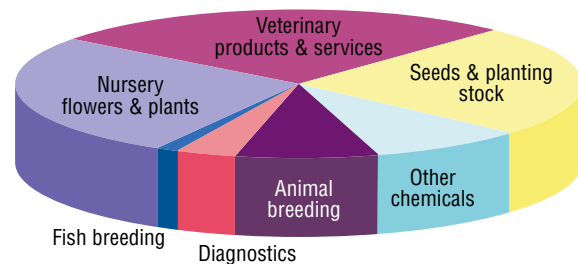 Veterinary
products & services
Seeds & planting
stock
Nursery
flowers & plants
Animal
breeding
Other
chemicals
Fish breeding
Diagnostics